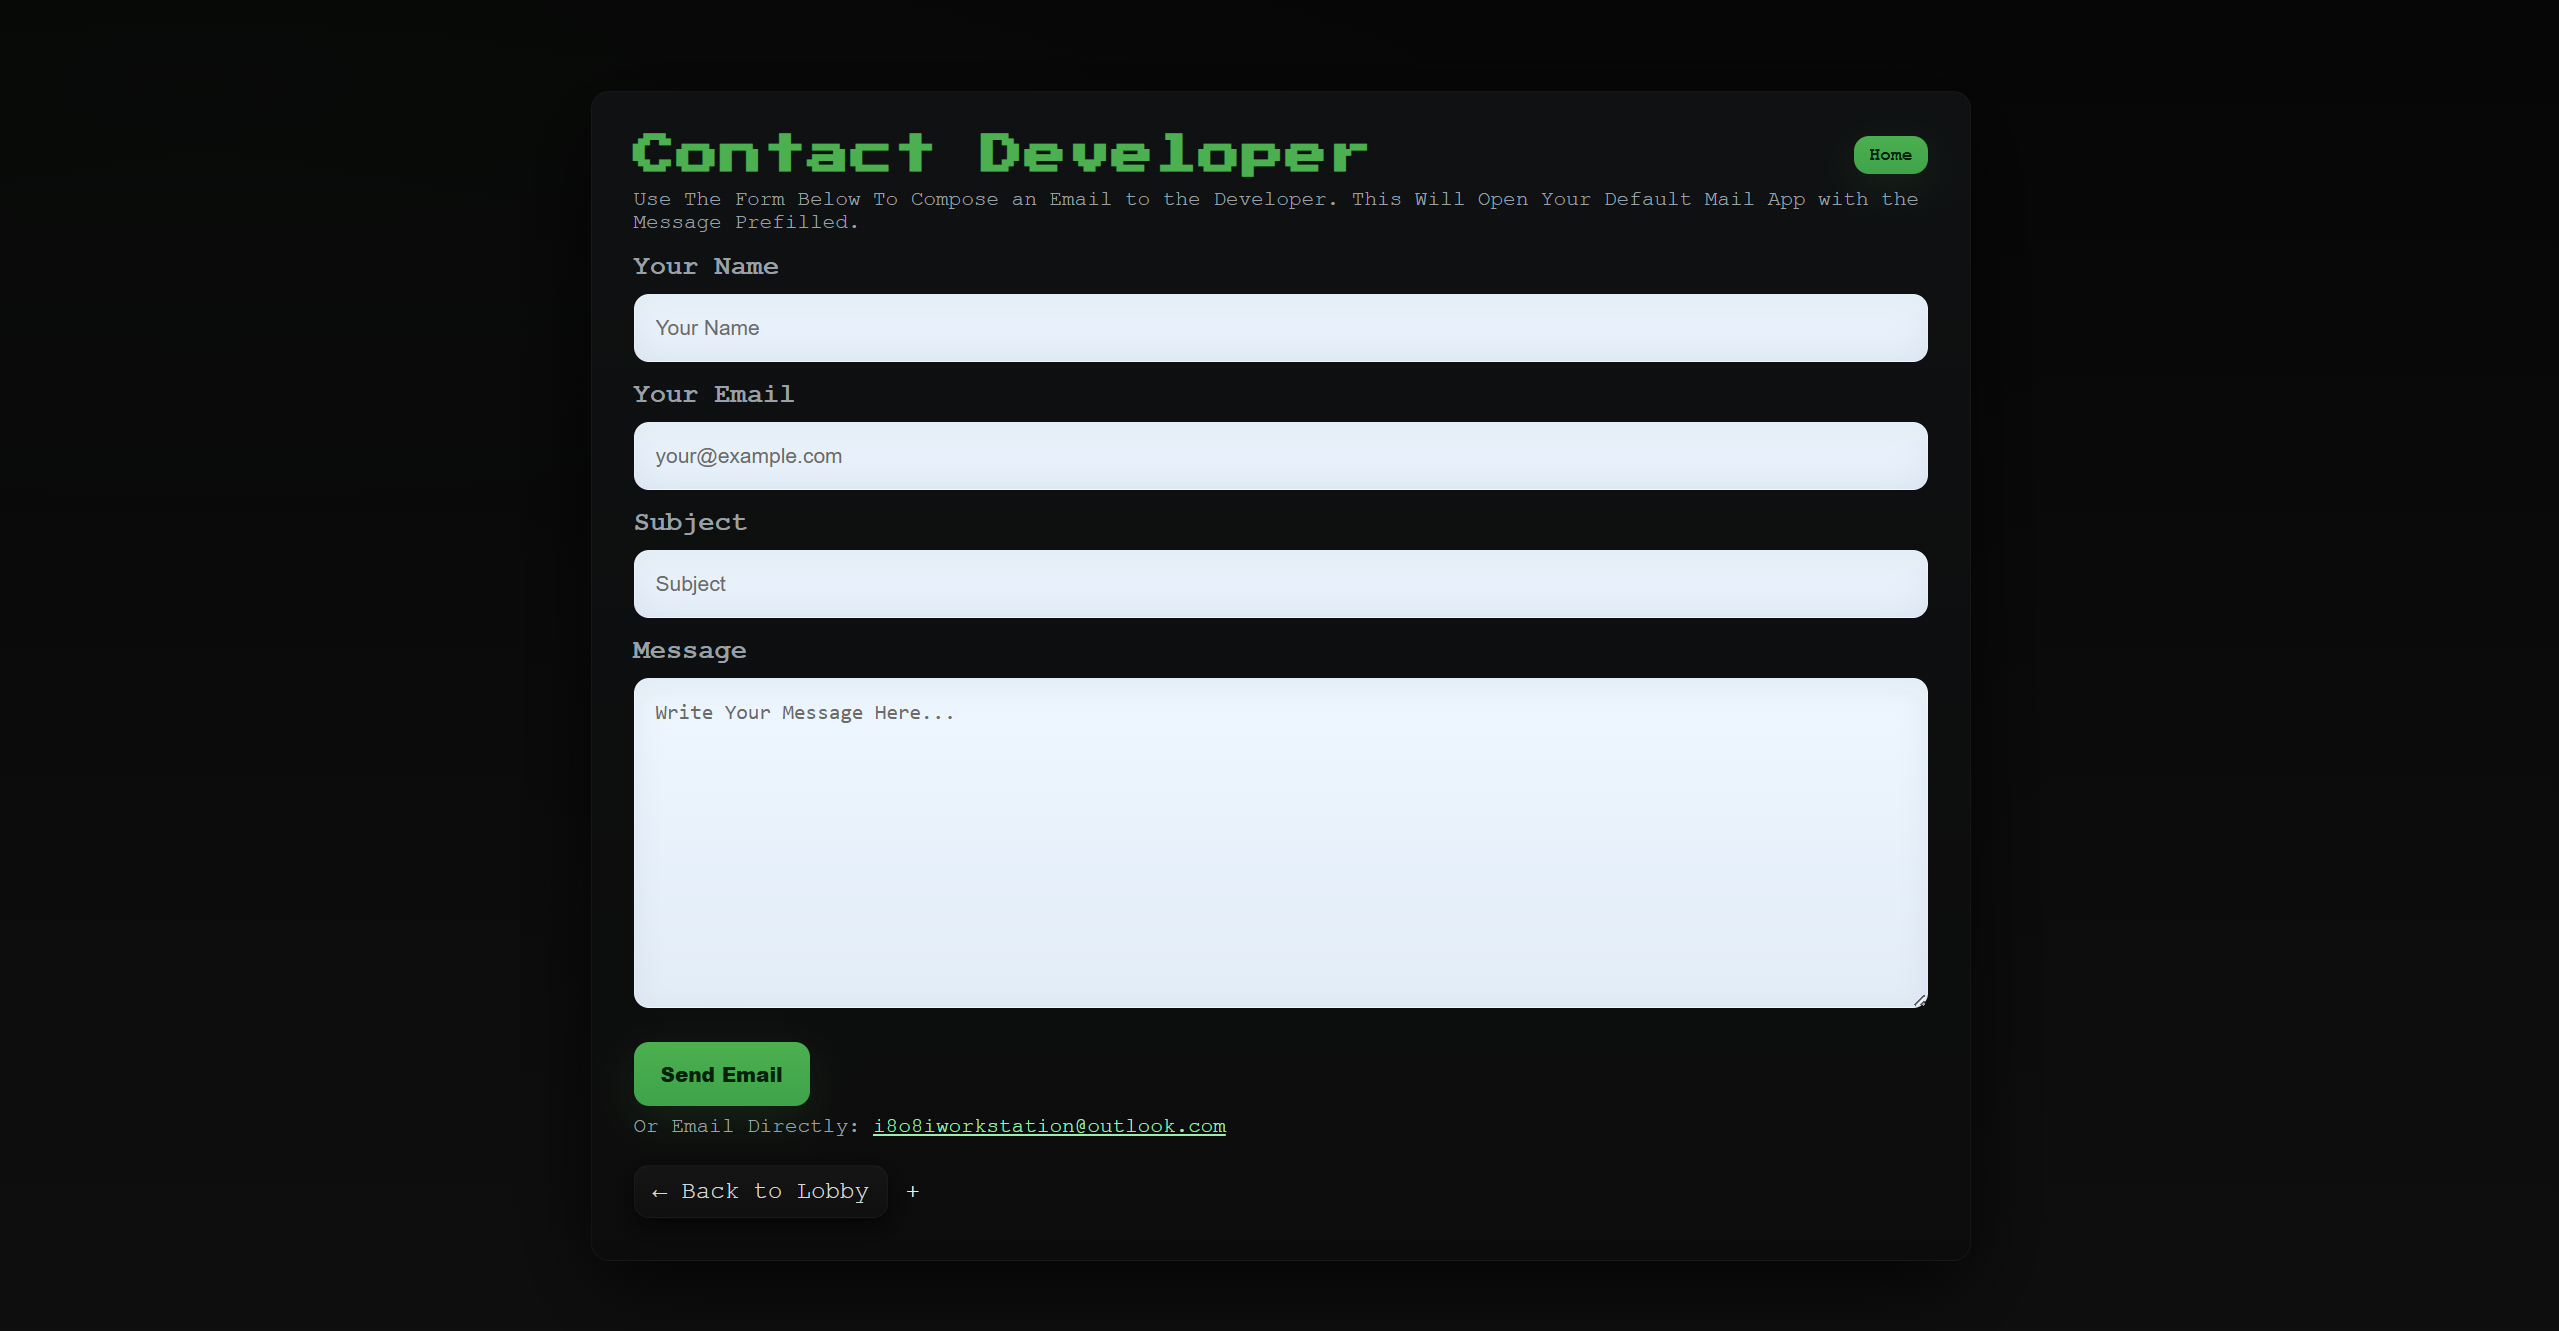 Contact Developer
Home
Use The Form Below To Compose an Email to the Developer. This Will Open Your Default Mail App with the
Message Prefilled.
Your Name
Your Name
Your Email
your@example.com
Subject
Subject
Message
Write Your Message Here...
Send Email
Or Email Directly: i8o8iworkstation@outlook.com
← Back to Lobby +